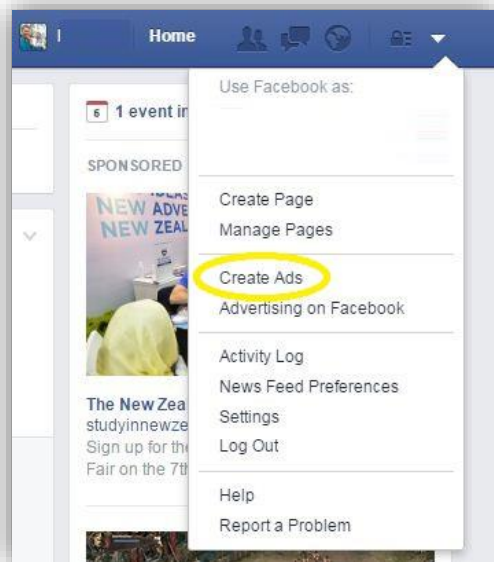 Home
Use Facebook as:
6 1 event in
SPONSORED
NEW ADVE
NEW ZEAL
Create Page
Manage Pages
Create Ads
Advertising on Facebook
Activity Log
News Feed Preferences
Settings
Log Out
The New Zea
studyinnewze
Sign up for the
Fair on the 7th
Help
Report a Problem